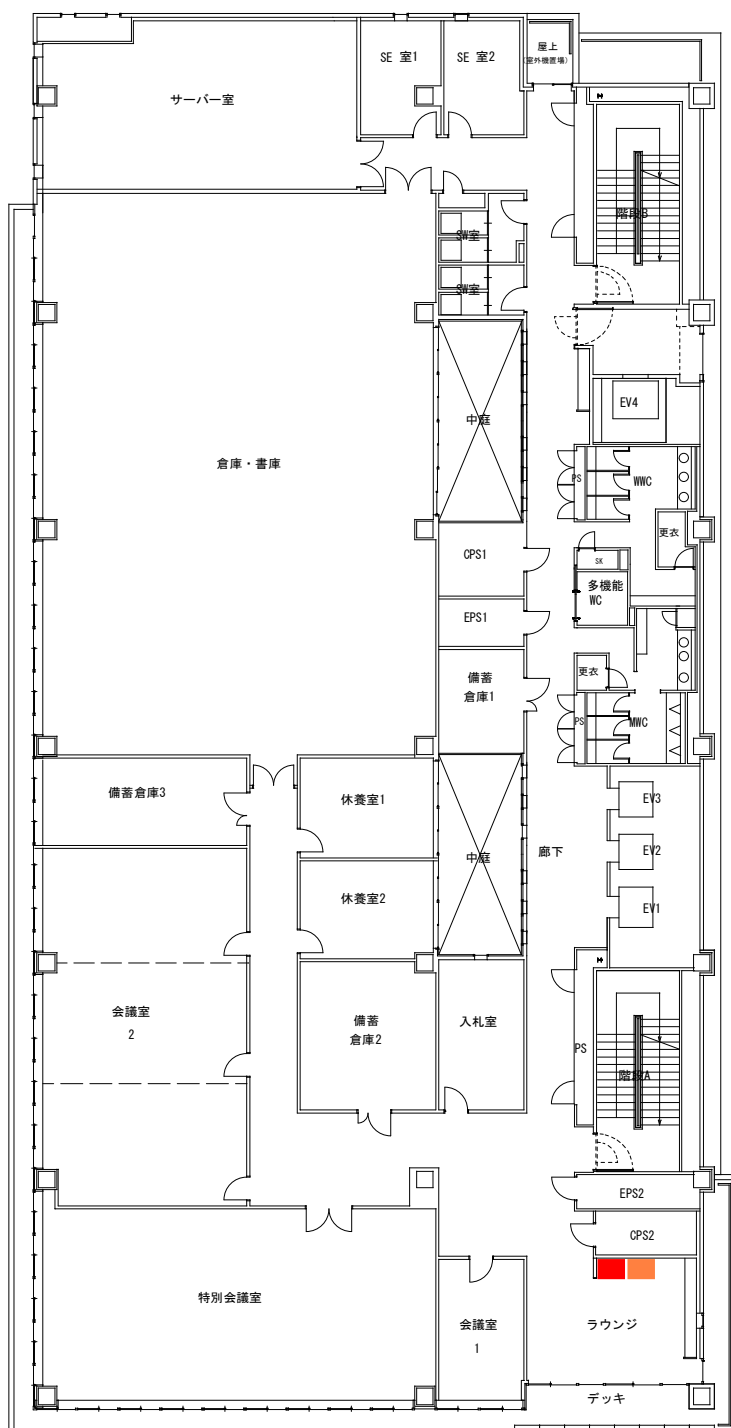 屋上
(室外機置場)
SE 室1
SE 室2
サーバー室
階段B
SW室
SW室
EV4
中庭
倉庫・書庫
PS
WWC
更衣
CPS1
SK
多機能
WC
EPS1
備蓄
倉庫1
更衣
PS
MWC
備蓄倉庫3
休養室1
EV3
中庭
廊下
EV2
休養室2
EV1
会議室
2
備蓄
倉庫2
入札室
PS
階段A
EPS2
CPS2
特別会議室
会議室
1
ラウンジ
デッキ